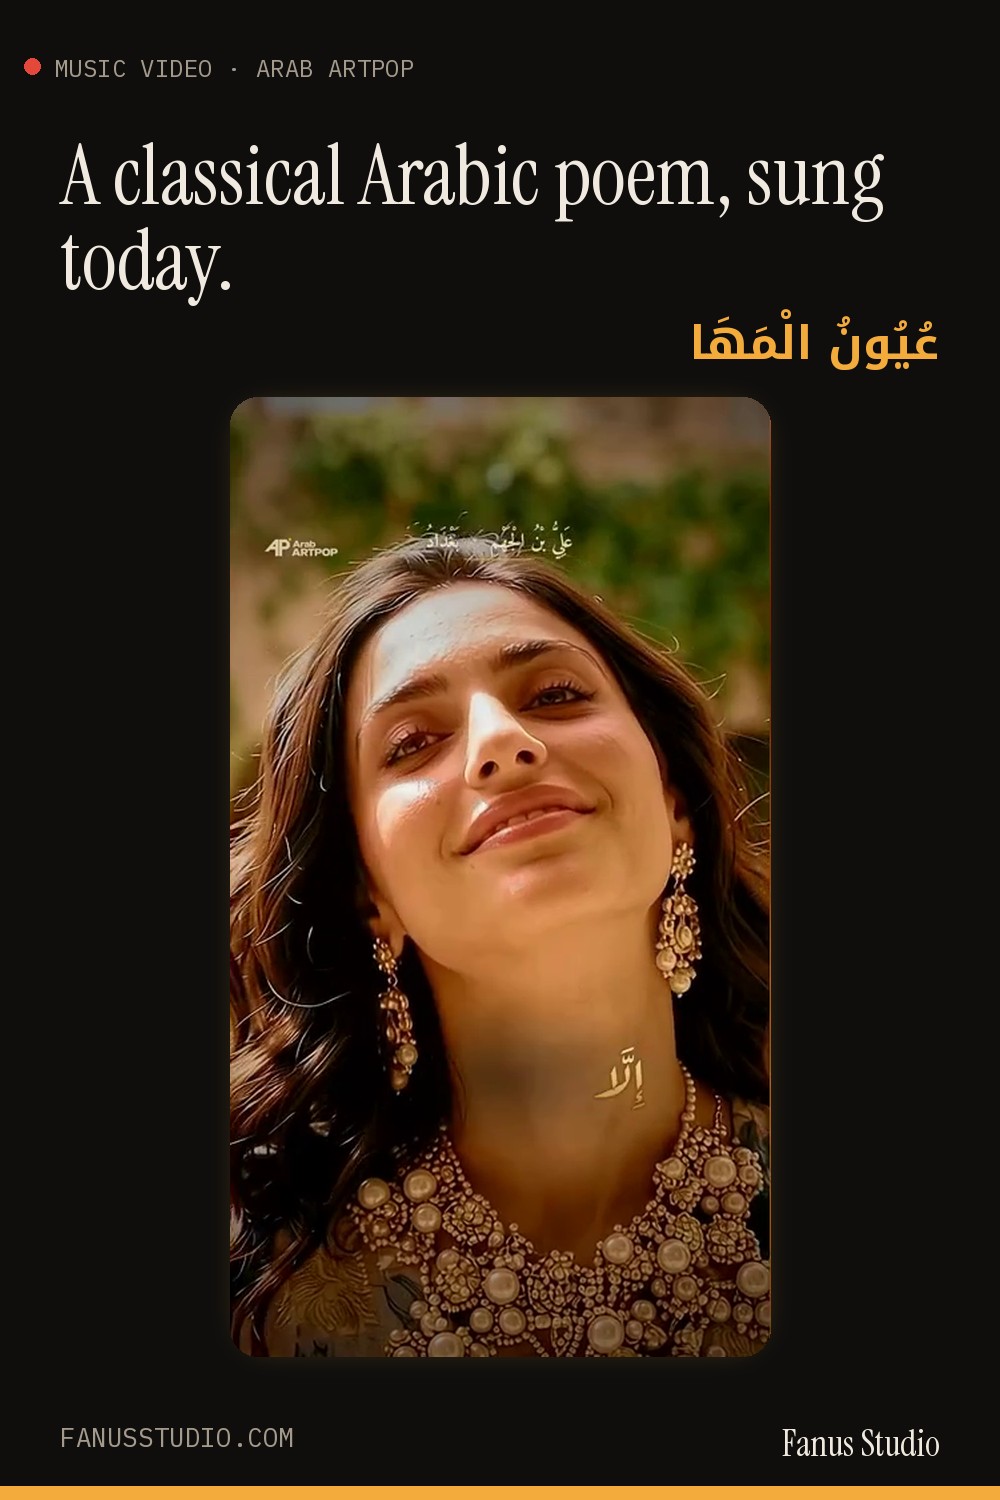 MUSIC VIDEO · ARAB ARTPOP
A classical Arabic poem, sung
today.
عُيُونُ الْمَهَا
AP Arab
ARTPOP
عَلِيُّ بْنُ الْجَهْمِ · بَغْدَادُ
إِلَّا
FANUSSTUDIO.COM
Fanus Studio